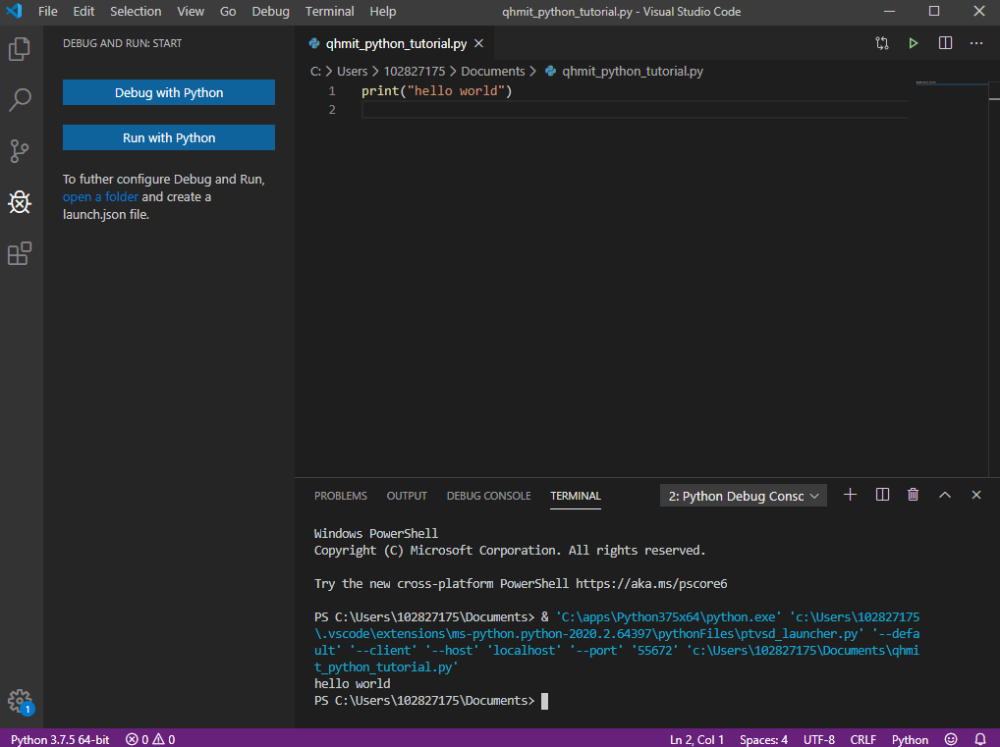 File Edit Selection View Go Debug Terminal Help qhmit_python_tutorial.py - Visual Studio Code
DEBUG AND RUN: START
Debug with Python
Run with Python
To futher configure Debug and Run,
open a folder and create a
launch.json file.
qhmit_python_tutorial.py
C: > Users > 102827175 > Documents > qhmit_python_tutorial.py
1 print("hello world")
2
PROBLEMS OUTPUT DEBUG CONSOLE TERMINAL 2: Python Debug Consc
Windows PowerShell
Copyright (C) Microsoft Corporation. All rights reserved.
Try the new cross-platform PowerShell https://aka.ms/pscore6
PS C:\Users\102827175\Documents> & 'C:\apps\Python375x64\python.exe' 'c:\Users\102827175
\.vscode\extensions\ms-python.python-2020.2.64397\pythonFiles\ptvsd_launcher.py' '--defa
ult' '--client' '--host' 'localhost' '--port' '55672' 'c:\Users\102827175\Documents\qhmi
t_python_tutorial.py'
hello world
PS C:\Users\102827175\Documents>
1
Python 3.7.5 64-bit 0 0 Ln 2, Col 1 Spaces: 4 UTF-8 CRLF Python